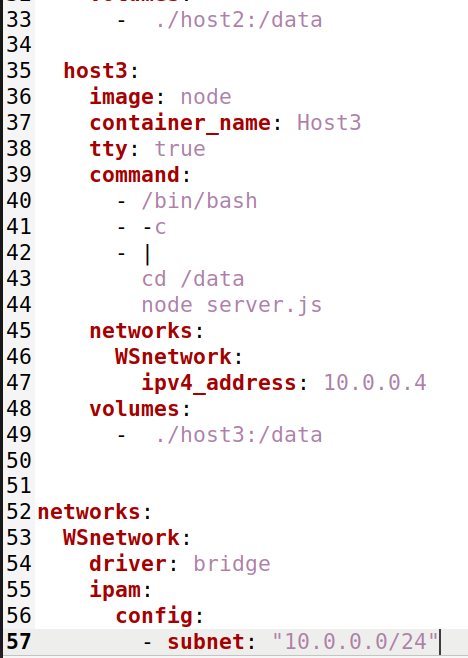 33 - ./host2:/data
34
35 host3:
36 image: node
37 container_name: Host3
38 tty: true
39 command:
40 - /bin/bash
41 - -c
42 - |
43 cd /data
44 node server.js
45 networks:
46 WSnetwork:
47 ipv4_address: 10.0.0.4
48 volumes:
49 - ./host3:/data
50
51
52 networks:
53 WSnetwork:
54 driver: bridge
55 ipam:
56 config:
57 - subnet: "10.0.0.0/24"